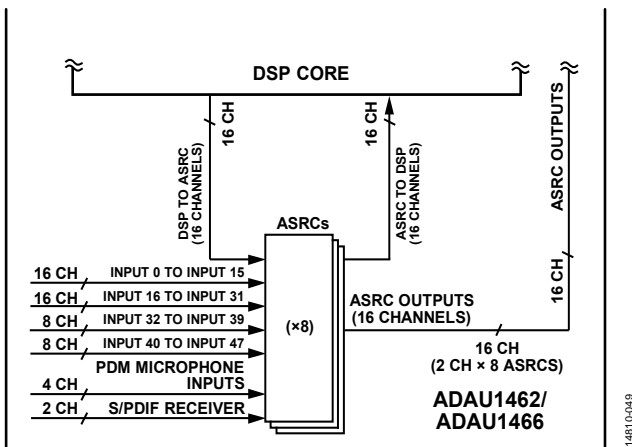 DSP CORE
16 CH
16 CH
DSP TO ASRC
(16 CHANNELS)
ASRC TO DSP
(16 CHANNELS)
ASRC OUTPUTS
ASRCs
16 CH
INPUT 0 TO INPUT 15
16 CH
INPUT 16 TO INPUT 31
8 CH
INPUT 32 TO INPUT 39
8 CH
INPUT 40 TO INPUT 47
PDM MICROPHONE
INPUTS
4 CH
2 CH
S/PDIF RECEIVER
(×8)
ASRC OUTPUTS
(16 CHANNELS)
16 CH
16 CH
(2 CH × 8 ASRCS)
ADAU1462/
ADAU1466
14810-049